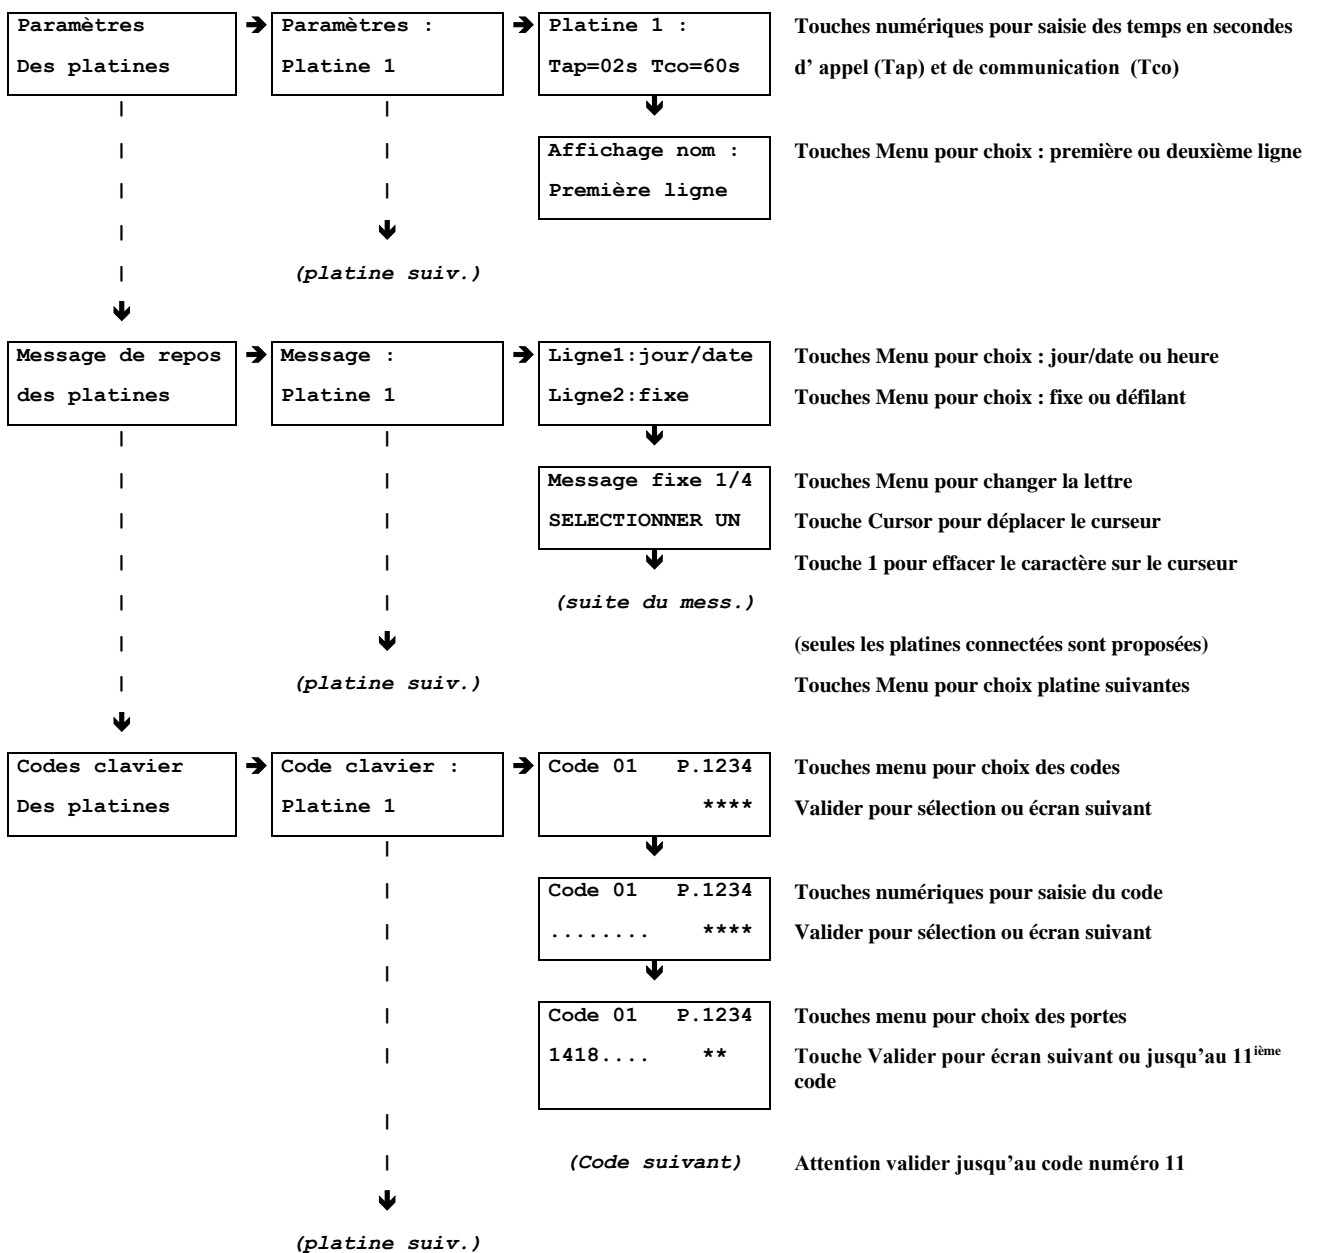 Paramètres
Des platines
Paramètres :
Platine 1
Platine 1 :
Tap=02s Tco=60s
Touches numériques pour saisie des temps en secondes
d' appel (Tap) et de communication (Tco)
Affichage nom :
Première ligne
Touches Menu pour choix : première ou deuxième ligne
(platine suiv.)
Message de repos
des platines
Message :
Platine 1
Ligne1:jour/date
Ligne2:fixe
Touches Menu pour choix : jour/date ou heure
Touches Menu pour choix : fixe ou défilant
Message fixe 1/4
SELECTIONNER UN
Touches Menu pour changer la lettre
Touche Cursor pour déplacer le curseur
Touche 1 pour effacer le caractère sur le curseur
(suite du mess.)
(seules les platines connectées sont proposées)
(platine suiv.)
Touches Menu pour choix platine suivantes
Codes clavier
Des platines
Code clavier :
Platine 1
Code 01 P.1234
****
Touches menu pour choix des codes
Valider pour sélection ou écran suivant
Code 01 P.1234
........ ****
Touches numériques pour saisie du code
Valider pour sélection ou écran suivant
Code 01 P.1234
1418.... **
Touches menu pour choix des portes
Touche Valider pour écran suivant ou jusqu'au 11ième
code
(Code suivant)
Attention valider jusqu'au code numéro 11
(platine suiv.)